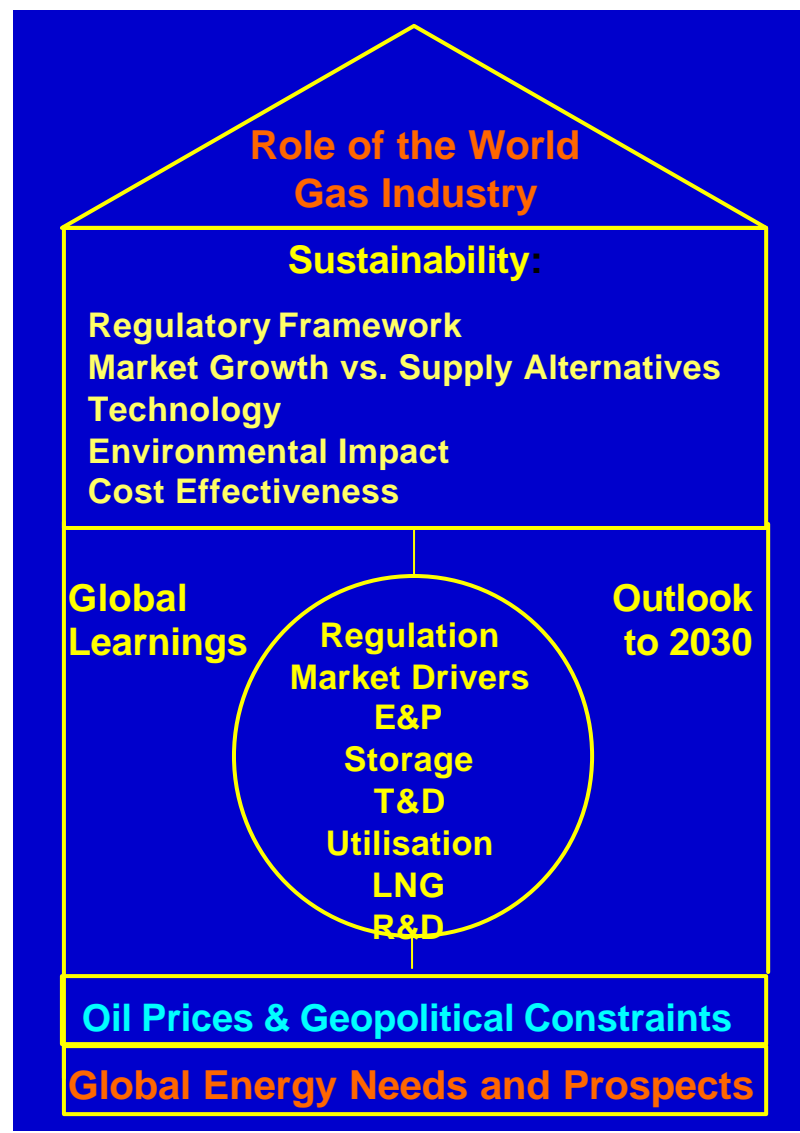 Role of the World
Gas Industry
Sustainability:
Regulatory Framework
Market Growth vs. Supply Alternatives
Technology
Environmental Impact
Cost Effectiveness
Global
Learnings
Outlook
to 2030
Regulation
Market Drivers
E&P
Storage
T&D
Utilisation
LNG
R&D
Oil Prices & Geopolitical Constraints
Global Energy Needs and Prospects